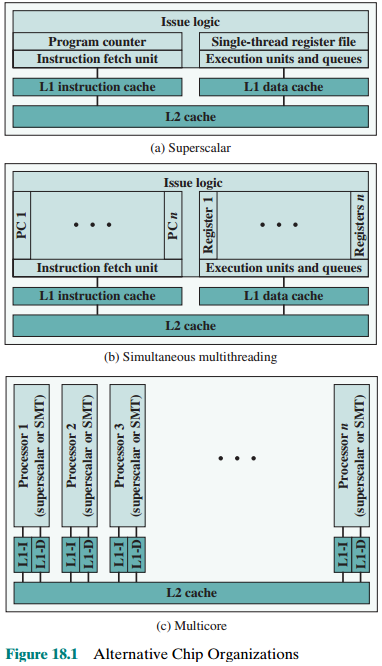 Issue logic
Program counter
Single-thread register file
Instruction fetch unit
Execution units and queues
L1 instruction cache
L1 data cache
L2 cache
(a) Superscalar
Issue logic
PC 1
• • •
PC n
Register 1
• • •
Registers n
Instruction fetch unit
Execution units and queues
L1 instruction cache
L1 data cache
L2 cache
(b) Simultaneous multithreading
Processor 1
(superscalar or SMT)
Processor 2
(superscalar or SMT)
Processor 3
(superscalar or SMT)
• • •
Processor n
(superscalar or SMT)
L1-I
L1-D
L1-I
L1-D
L1-I
L1-D
L1-I
L1-D
L2 cache
(c) Multicore
Figure 18.1 Alternative Chip Organizations